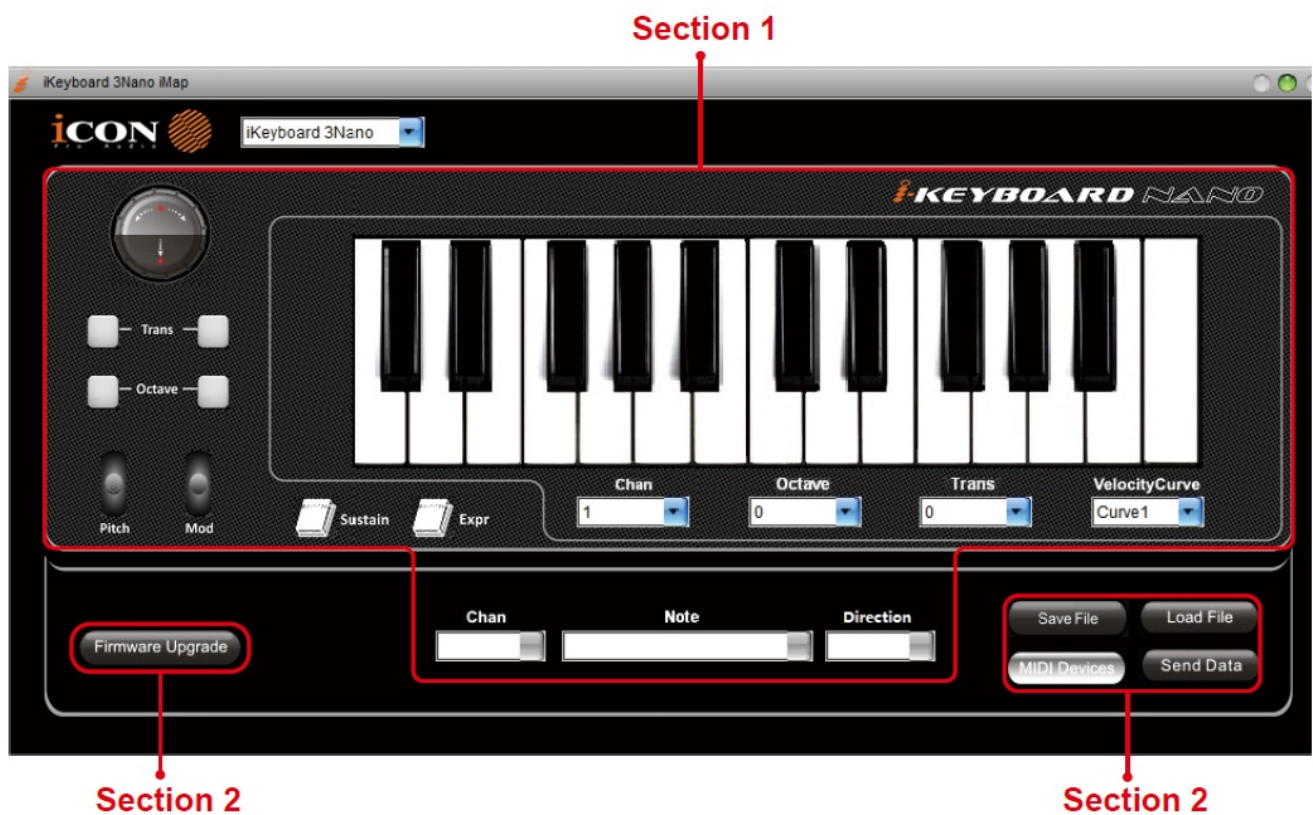 Section 1
iKeyboard 3Nano iMap
iCON
Pro Audio
iKeyboard 3Nano
i-KEYBOARD NANO
Trans
Octave
Pitch Mod
Sustain Expr
Chan Octave Trans VelocityCurve
1 0 0 Curve1
Chan Note Direction
Firmware Upgrade
Save File Load File
MIDI Devices Send Data
Section 2 Section 2